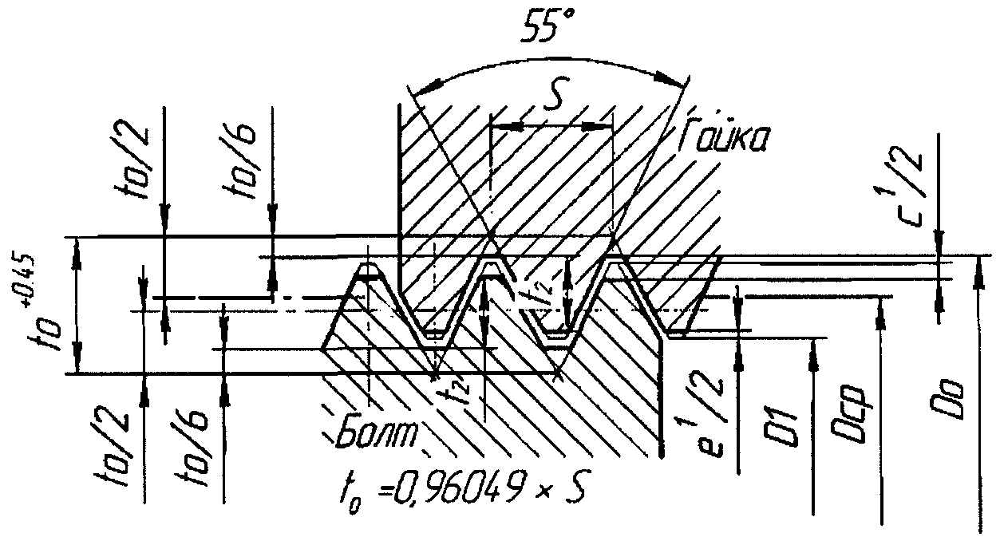 55°
S
Гайка
to/2
to/6
c¹/2
to +0.45
t₂
t₂
to/2
to/6
Болт
e¹/2
D1
Dср
Do
t₀ =0,96049 × S